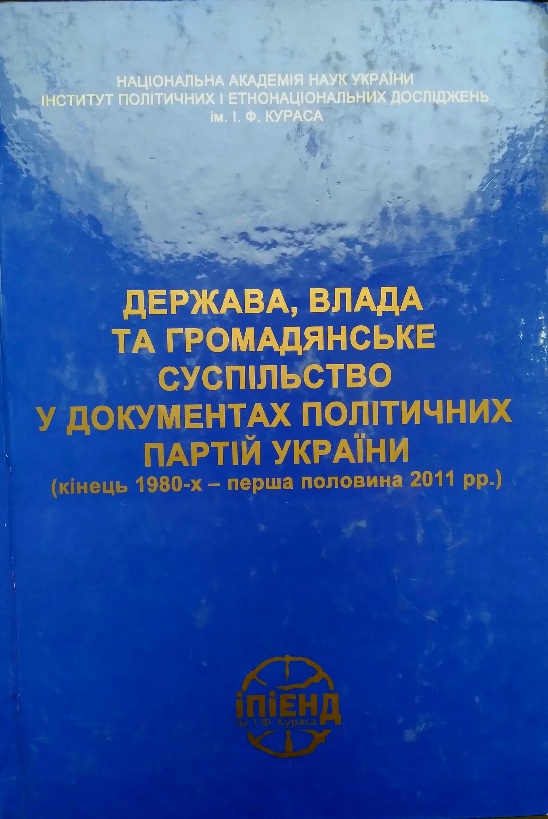 НАЦІОНАЛЬНА АКАДЕМІЯ НАУК УКРАЇНИ
ІНСТИТУТ ПОЛІТИЧНИХ І ЕТНОНАЦІОНАЛЬНИХ ДОСЛІДЖЕНЬ
ім. І. Ф. КУРАСА
ДЕРЖАВА, ВЛАДА
ТА ГРОМАДЯНСЬКЕ
СУСПІЛЬСТВО
У ДОКУМЕНТАХ ПОЛІТИЧНИХ
ПАРТІЙ УКРАЇНИ
(кінець 1980-х – перша половина 2011 рр.)
ІПіЕНД
ім. І.Ф. Кураса